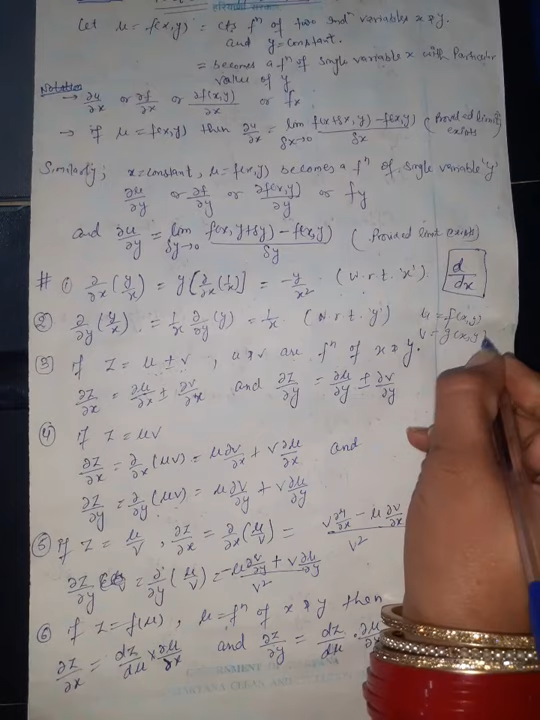 Let u = f(x,y) = cts fⁿ of two indᵗ variables x & y.
and y = constant.
= becomes a fⁿ of single variable x with Particular
value of y
Notation
→ ∂u/∂x or ∂f/∂x or ∂f(x,y)/∂x or fx
→ if u = f(x,y) then ∂u/∂x = lim δx→0 f(x+δx, y) − f(x,y) / δx (Provided limit exists)
Similarly; x = constant, u = f(x,y) becomes a fⁿ of single variable 'y'
∂u/∂y or ∂f/∂y or ∂f(x,y)/∂y or fy
and ∂u/∂y = lim δy→0 f(x, y+δy) − f(x,y) / δy (Provided limit exists)
# ① ∂/∂x (y/x) = y[∂/∂x (1/x)] = −y/x² (w.r.t. 'x') d/dx
② ∂/∂y (y/x) = 1/x ∂/∂y (y) = 1/x (w.r.t. 'y') u = f(x,y)
v = g(x,y)
③ if Z = u ± v, u & v are fⁿ of x & y.
∂Z/∂x = ∂u/∂x ± ∂v/∂x and ∂Z/∂y = ∂u/∂y ± ∂v/∂y
④ if Z = uv
∂Z/∂x = ∂/∂x (uv) = u ∂v/∂x + v ∂u/∂x and
∂Z/∂y = ∂/∂y (uv) = u ∂v/∂y + v ∂u/∂y
⑤ if Z = u/v, ∂Z/∂x = ∂/∂x (u/v) = v ∂u/∂x − u ∂v/∂x / v²
∂Z/∂y = ∂/∂y (u/v) = −u ∂v/∂y + v ∂u/∂y / v²
⑥ if Z = f(u), u = fⁿ of x & y then
∂Z/∂x = dZ/du × ∂u/∂x and ∂Z/∂y = dZ/du . ∂u